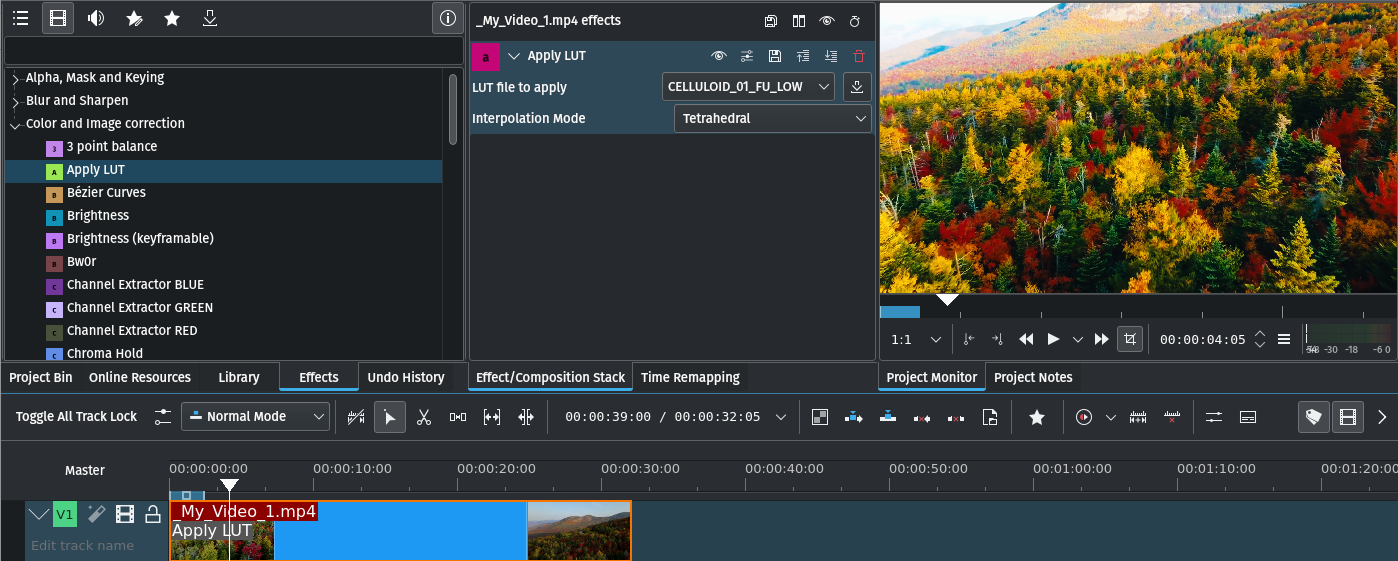 _My_Video_1.mp4 effects
Alpha, Mask and Keying
Blur and Sharpen
Color and Image correction
3 point balance
Apply LUT
Bézier Curves
Brightness
Brightness (keyframable)
Bw0r
Channel Extractor BLUE
Channel Extractor GREEN
Channel Extractor RED
Chroma Hold
a
Apply LUT
LUT file to apply
CELLULOID_01_FU_LOW
Interpolation Mode
Tetrahedral
1:1
00:00:04:05
-30 -18 -6 0
Project Bin
Online Resources
Library
Effects
Undo History
Effect/Composition Stack
Time Remapping
Project Monitor
Project Notes
Toggle All Track Lock
Normal Mode
00:00:39:00 / 00:00:32:05
Master
00:00:00:00
00:00:10:00
00:00:20:00
00:00:30:00
00:00:40:00
00:00:50:00
00:01:00:00
00:01:10:00
00:01:20:00
V1
Edit track name
_My_Video_1.mp4
Apply LUT